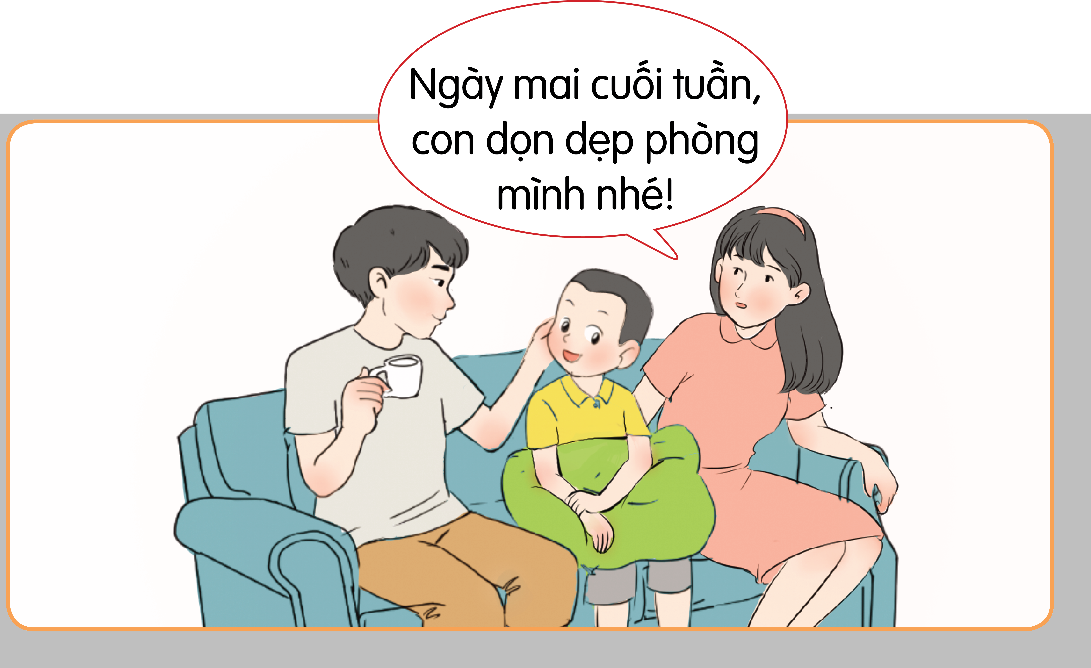 Ngày mai cuối tuần,
con dọn dẹp phòng
mình nhé!